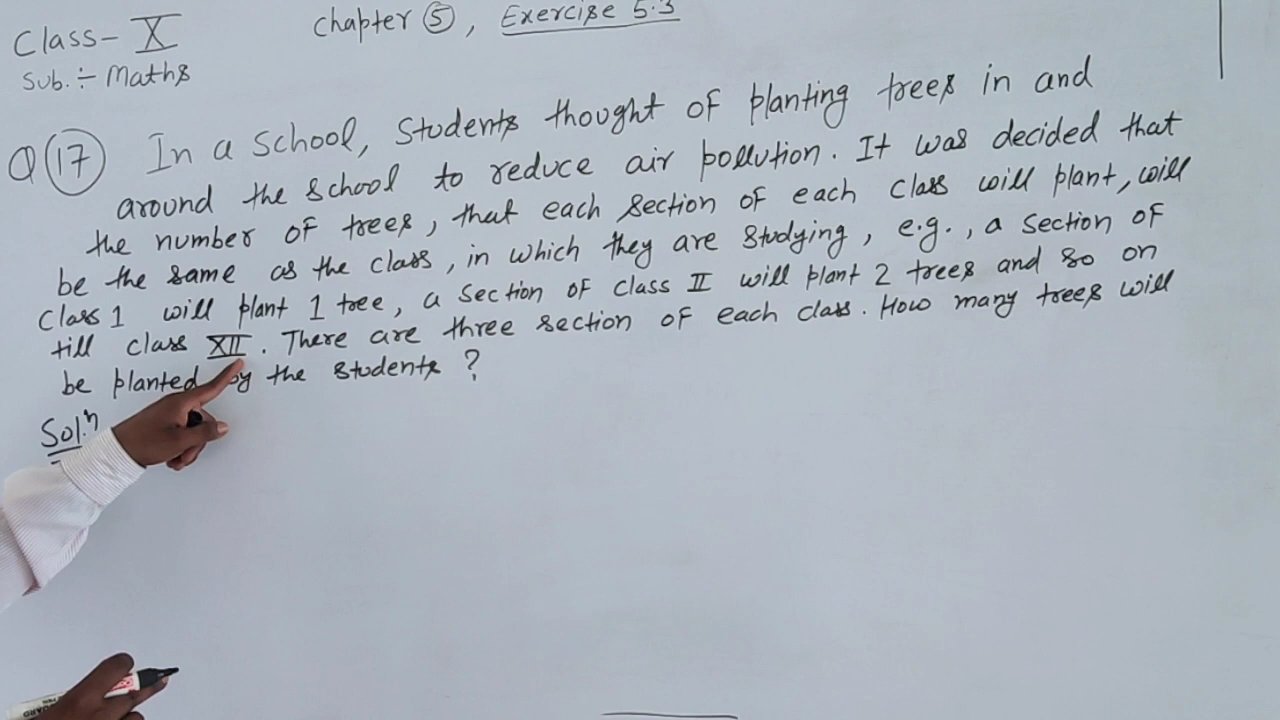 Class - X
Chapter 5, Exercise 5.3
Sub. :- Maths
Q 17 In a school, Students thought of planting trees in and
around the school to reduce air pollution. It was decided that
the number of trees, that each section of each class will plant, will
be the same as the class, in which they are studying, e.g., a section of
Class 1 will plant 1 tree, a section of class II will plant 2 trees and so on
till class XII. There are three section of each class. How many trees will
be planted by the students ?
Sol.n